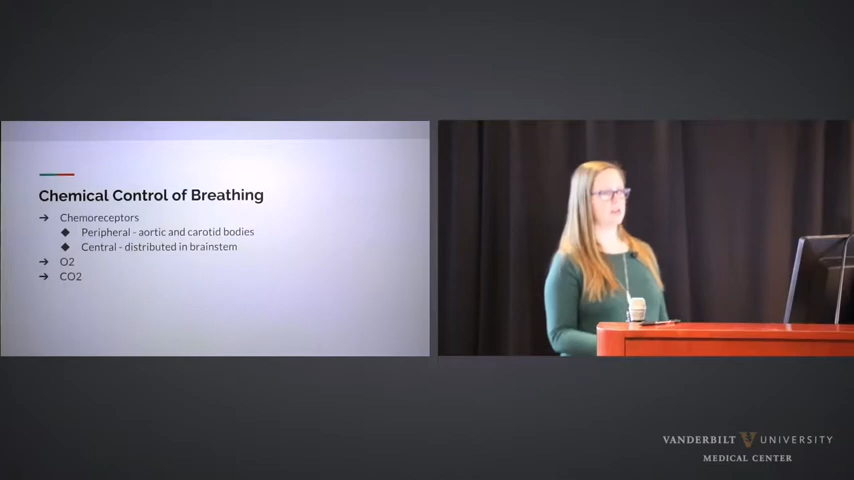 Chemical Control of Breathing
➔ Chemoreceptors
◆ Peripheral - aortic and carotid bodies
◆ Central - distributed in brainstem
➔ O2
➔ CO2
VANDERBILT V UNIVERSITY
MEDICAL CENTER